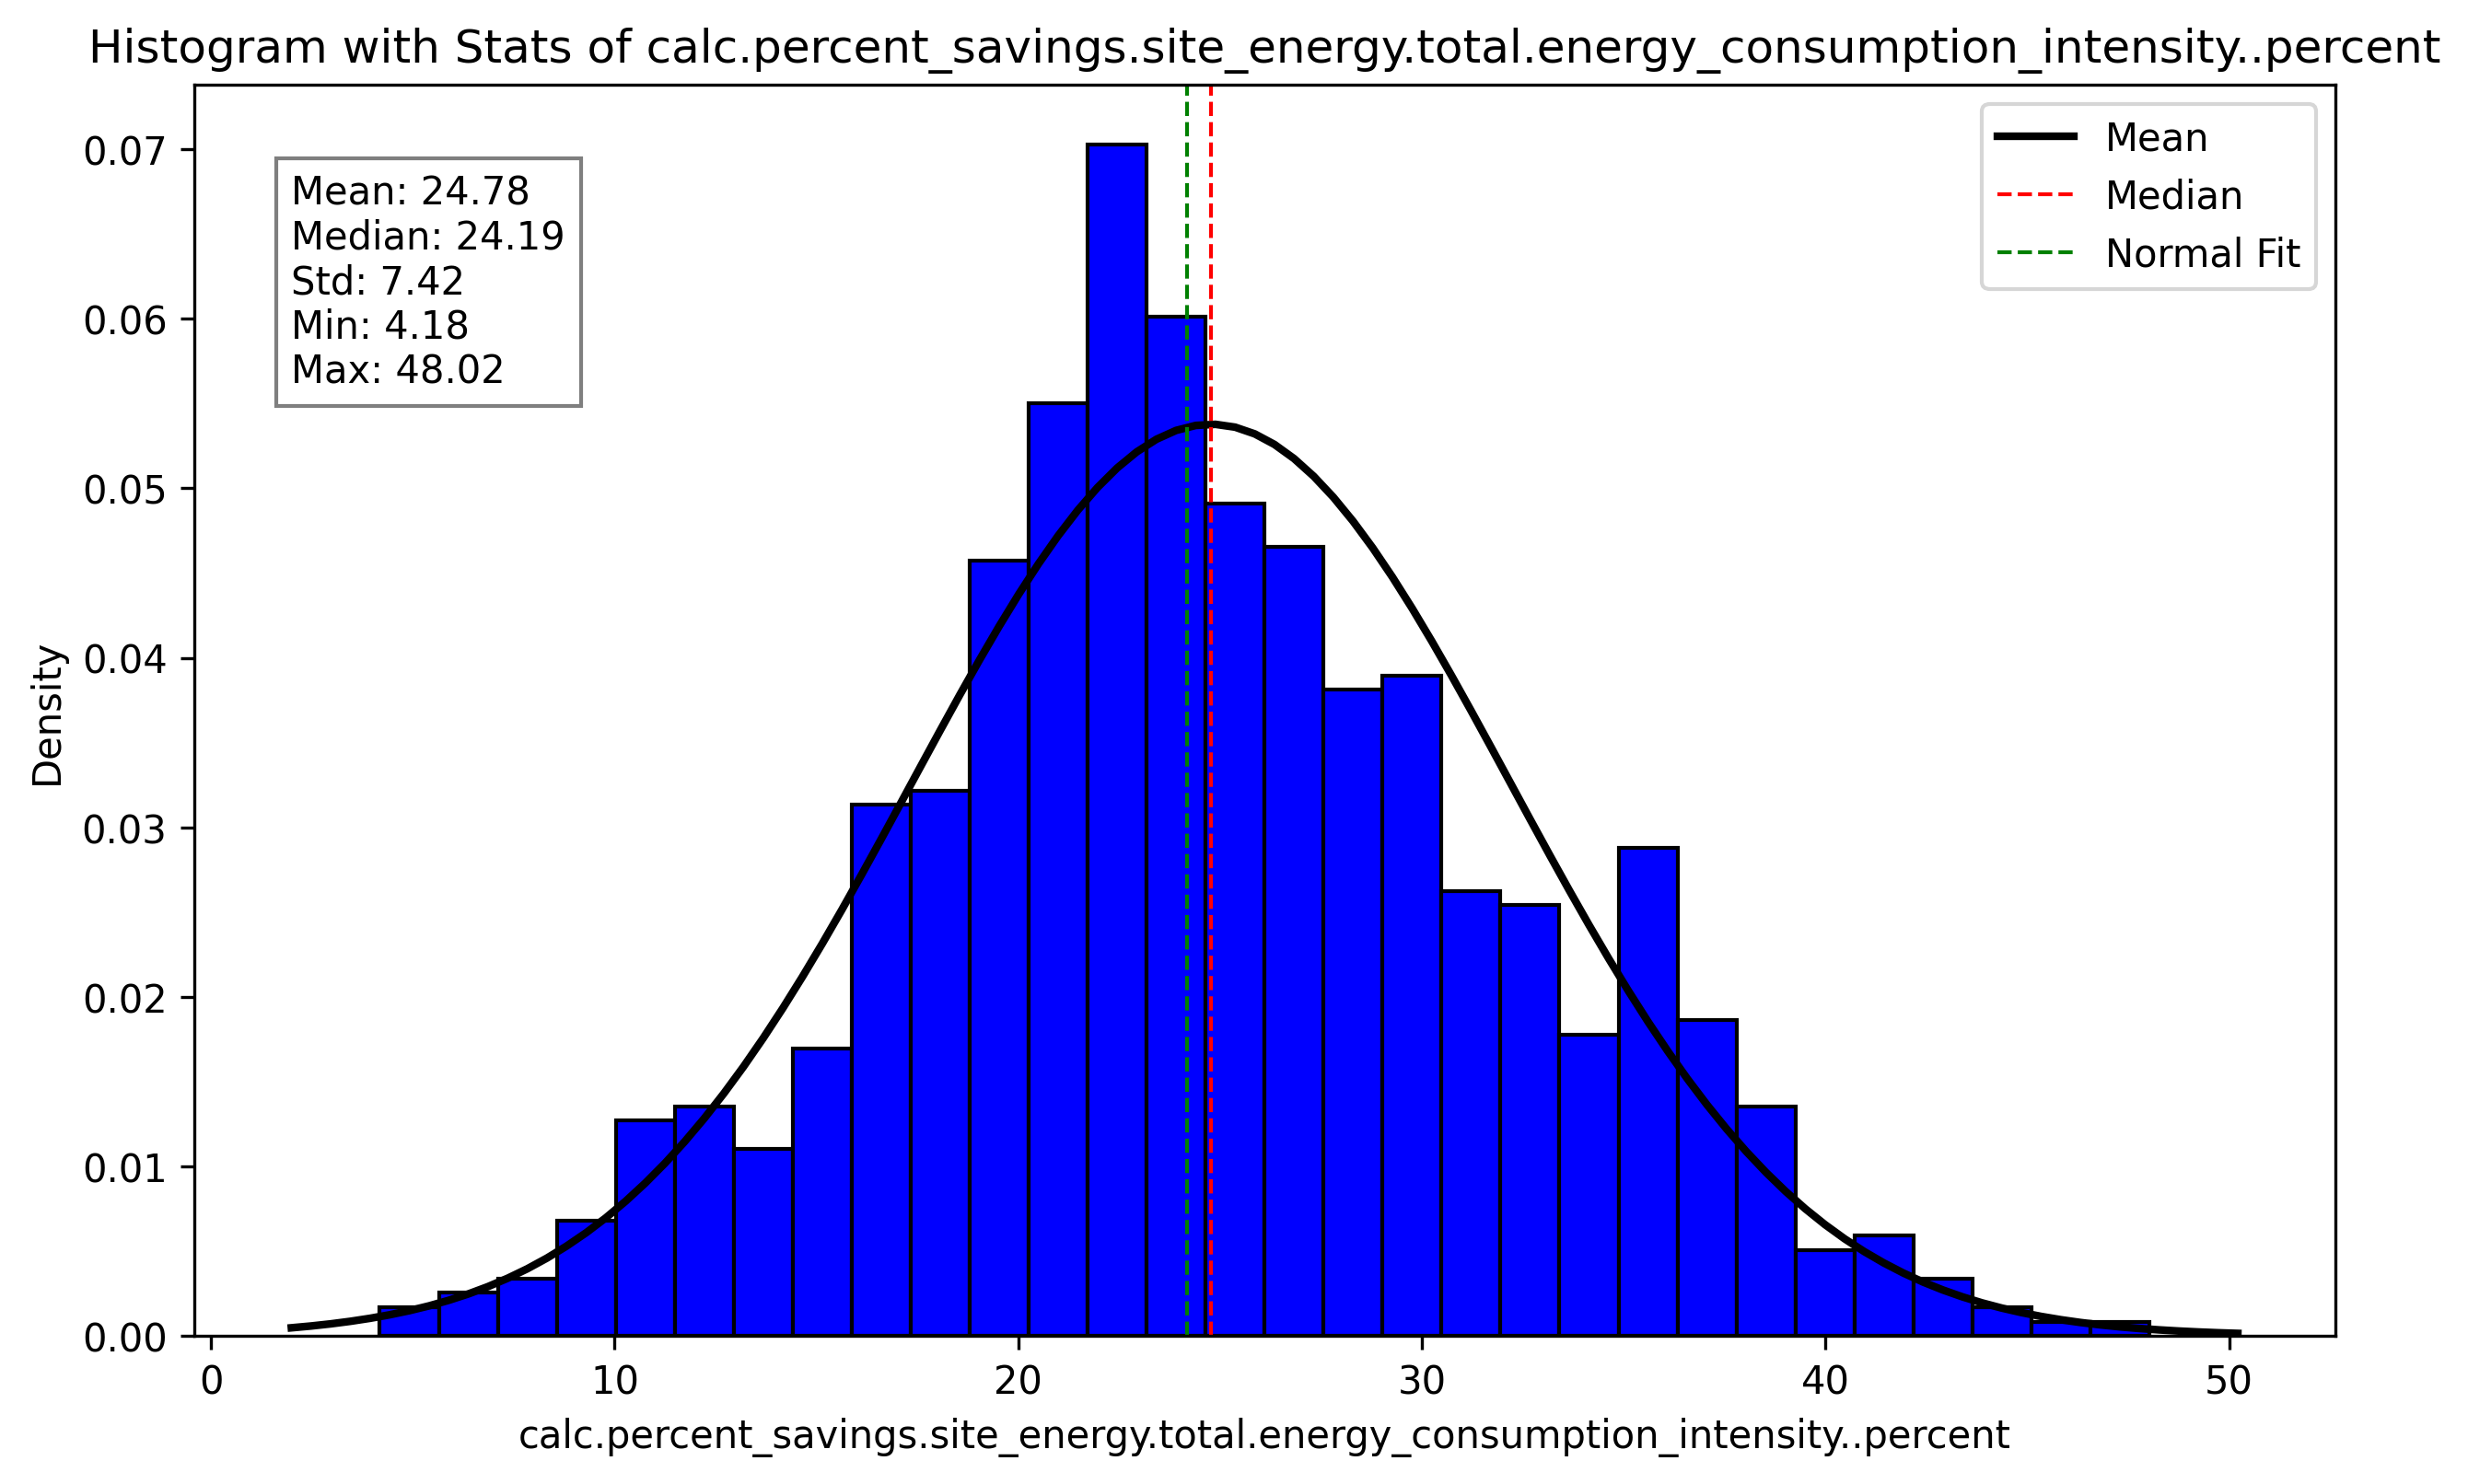 Histogram with Stats of calc.percent_savings.site_energy.total.energy_consumption_intensity..percent
Mean: 24.78
Median: 24.19
Std: 7.42
Min: 4.18
Max: 48.02
Mean
Median
Normal Fit
Density
0.07
0.06
0.05
0.04
0.03
0.02
0.01
0.00
0 10 20 30 40 50
calc.percent_savings.site_energy.total.energy_consumption_intensity..percent